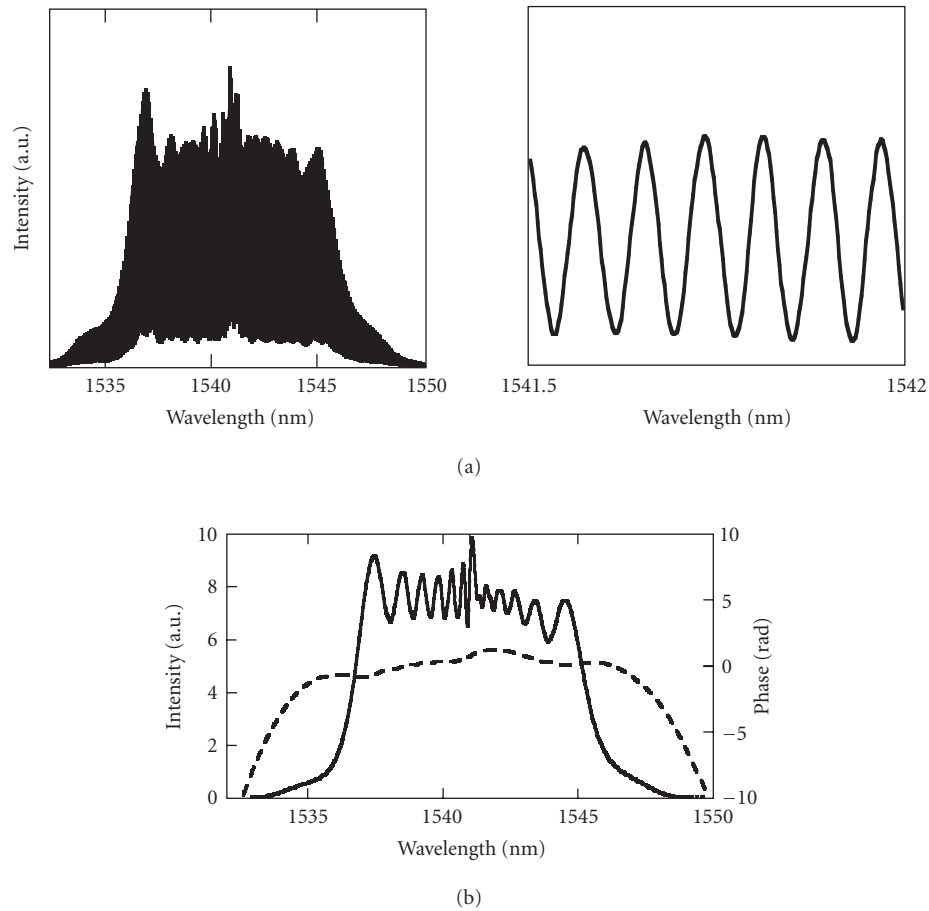 Intensity (a.u.)
1535
1540
1545
1550
Wavelength (nm)
1541.5
1542
Wavelength (nm)
(a)
10
8
6
4
2
0
Intensity (a.u.)
10
5
0
−5
−10
Phase (rad)
1535
1540
1545
1550
Wavelength (nm)
(b)